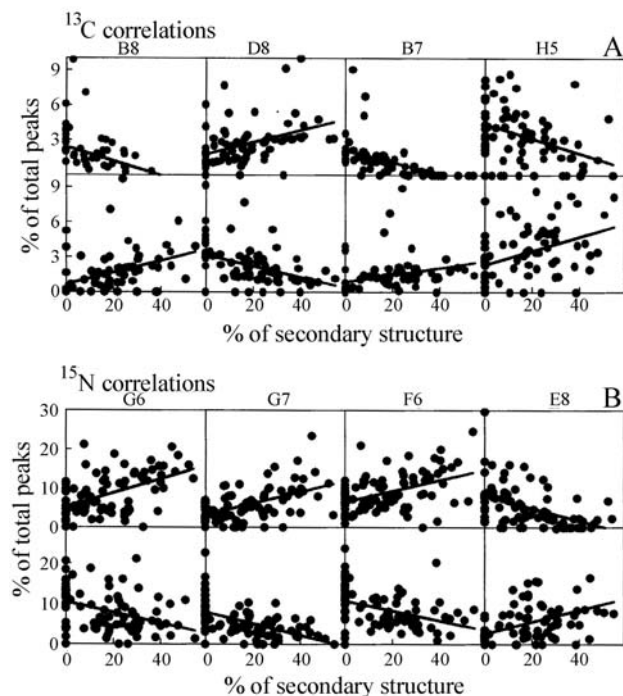 ¹³C correlations
A
B8 D8 B7 H5
9
6
3
0
9
6
3
0
% of total peaks
0 20 40 0 20 40 0 20 40 0 20 40
% of secondary structure
¹⁵N correlations
B
G6 G7 F6 E8
30
20
10
0
20
10
0
% of total peaks
0 20 40 0 20 40 0 20 40 0 20 40
% of secondary structure